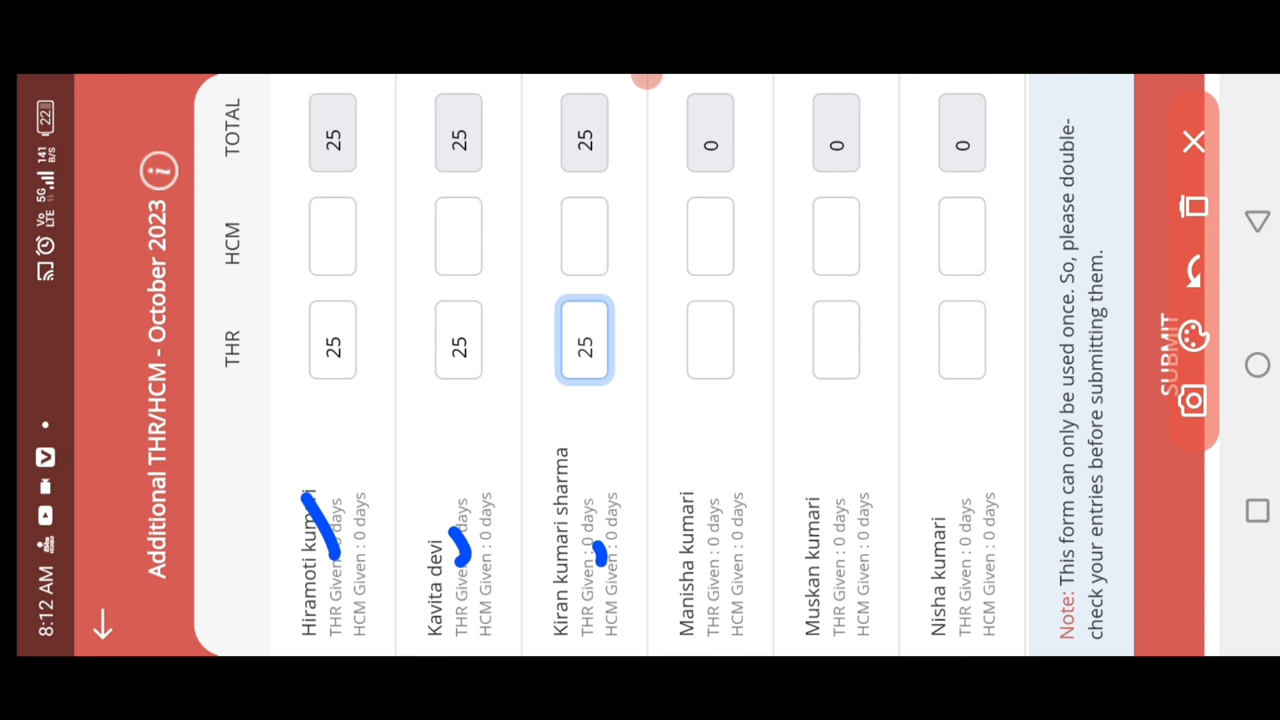 8:12 AM
Vo LTE 5G 141 B/S 22
Additional THR/HCM - October 2023 i
THR HCM TOTAL
Hiramoti kumari
25 25
THR Given : 0 days
HCM Given : 0 days
Kavita devi
25 25
THR Given : 0 days
HCM Given : 0 days
Kiran kumari sharma
25 25
THR Given : 0 days
HCM Given : 0 days
Manisha kumari
0
THR Given : 0 days
HCM Given : 0 days
Muskan kumari
0
THR Given : 0 days
HCM Given : 0 days
Nisha kumari
0
THR Given : 0 days
HCM Given : 0 days
Note: This form can only be used once. So, please double-
check your entries before submitting them.
SUBMIT